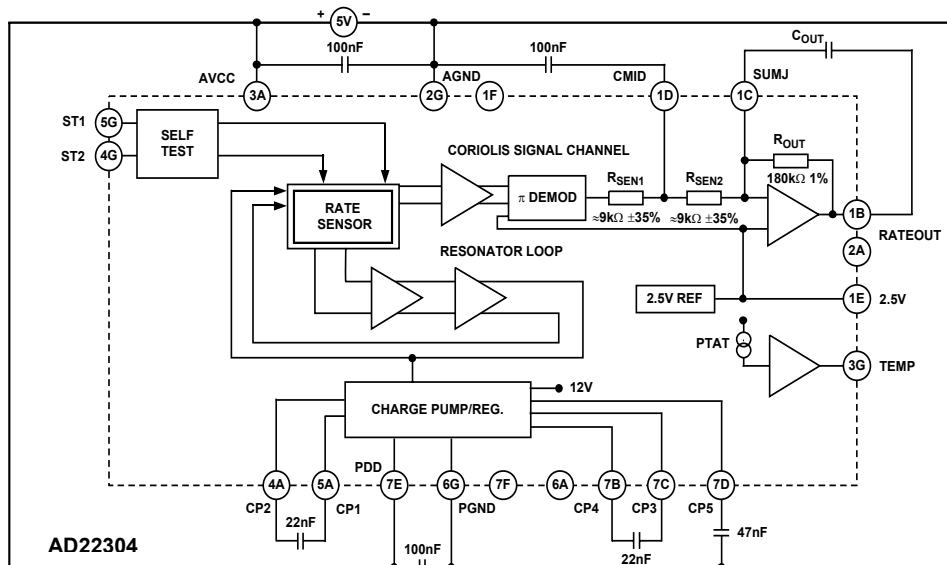 + 5V −
100nF
100nF
COUT
AVCC
AGND
CMID
SUMJ
3A
2G
1F
1D
1C
ST1
5G
ST2
4G
SELF
TEST
CORIOLIS SIGNAL CHANNEL
ROUT
180kΩ 1%
RATE
SENSOR
π DEMOD
RSEN1
≈9kΩ ±35%
RSEN2
≈9kΩ ±35%
1B
RATEOUT
2A
RESONATOR LOOP
2.5V REF
1E
2.5V
PTAT
3G
TEMP
12V
CHARGE PUMP/REG.
PDD
4A
5A
7E
6G
7F
6A
7B
7C
7D
CP2
CP1
PGND
CP4
CP3
CP5
22nF
100nF
22nF
47nF
AD22304